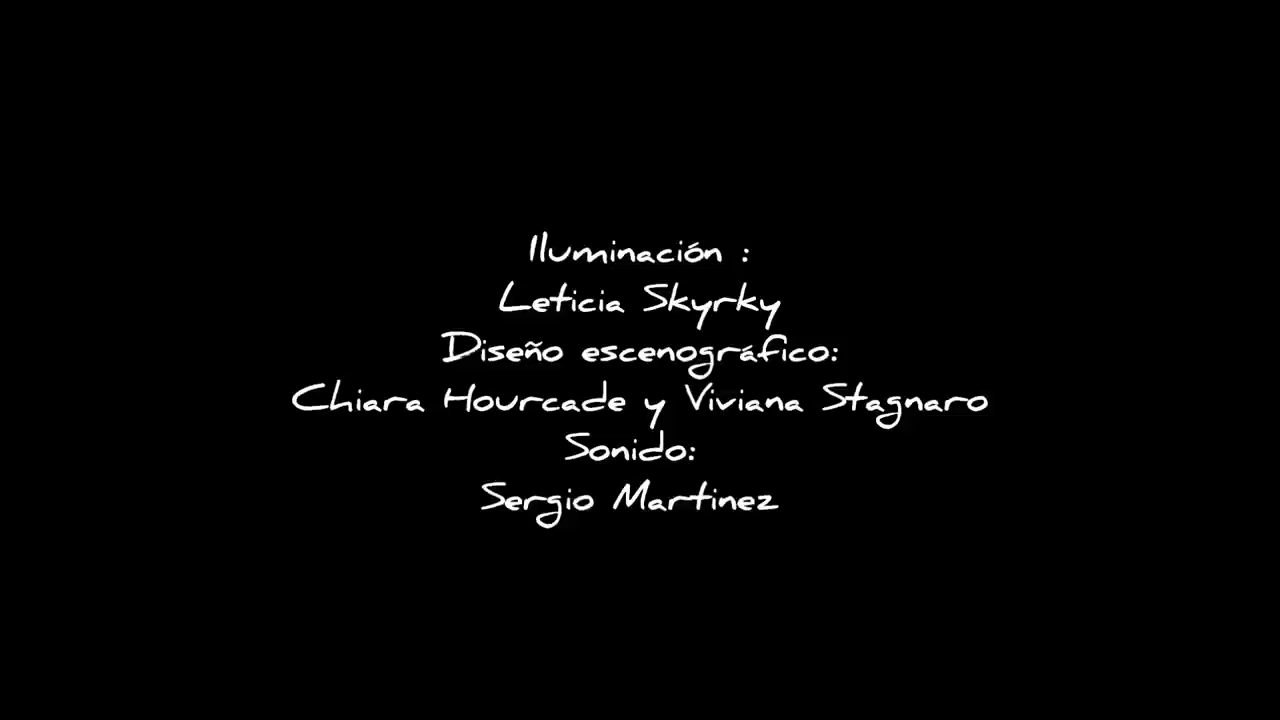 Iluminación :
Leticia Skyrky
Diseño escenográfico:
Chiara Hourcade y Viviana Stagnaro
Sonido:
Sergio Martinez